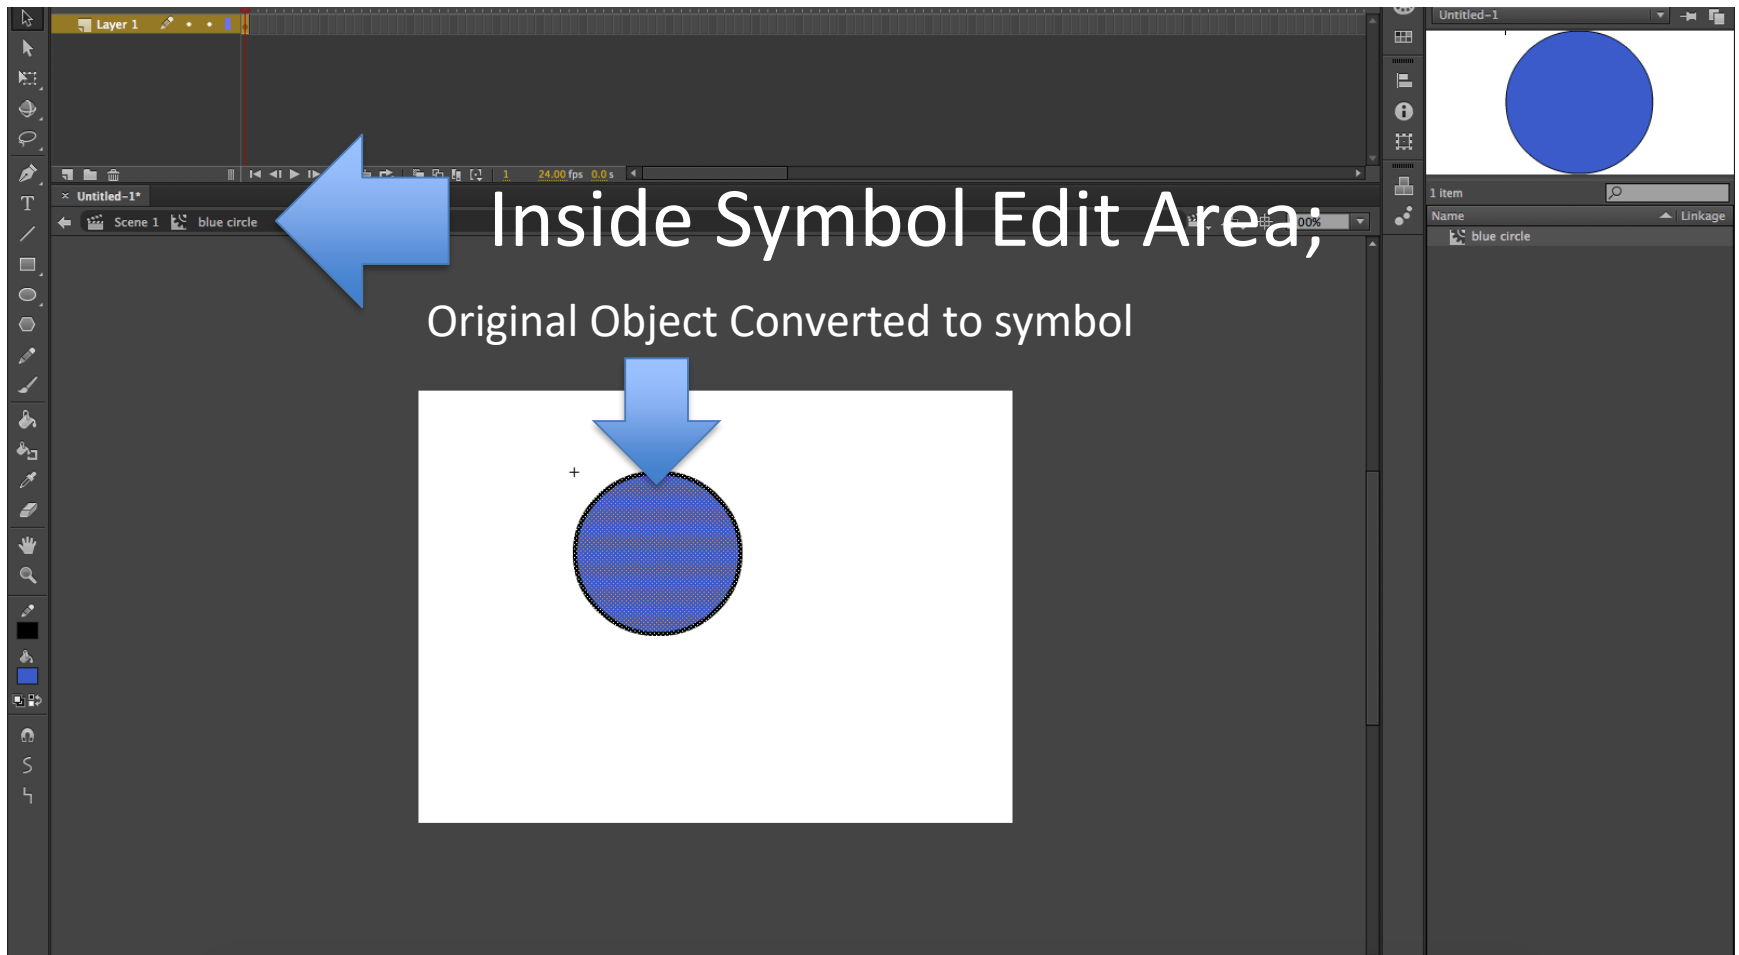 Untitled-1
Layer 1
1 24.00 fps 0.0 s
Untitled-1*
1 item
Scene 1 blue circle
Inside Symbol Edit Area;
Name Linkage
blue circle
Original Object Converted to symbol